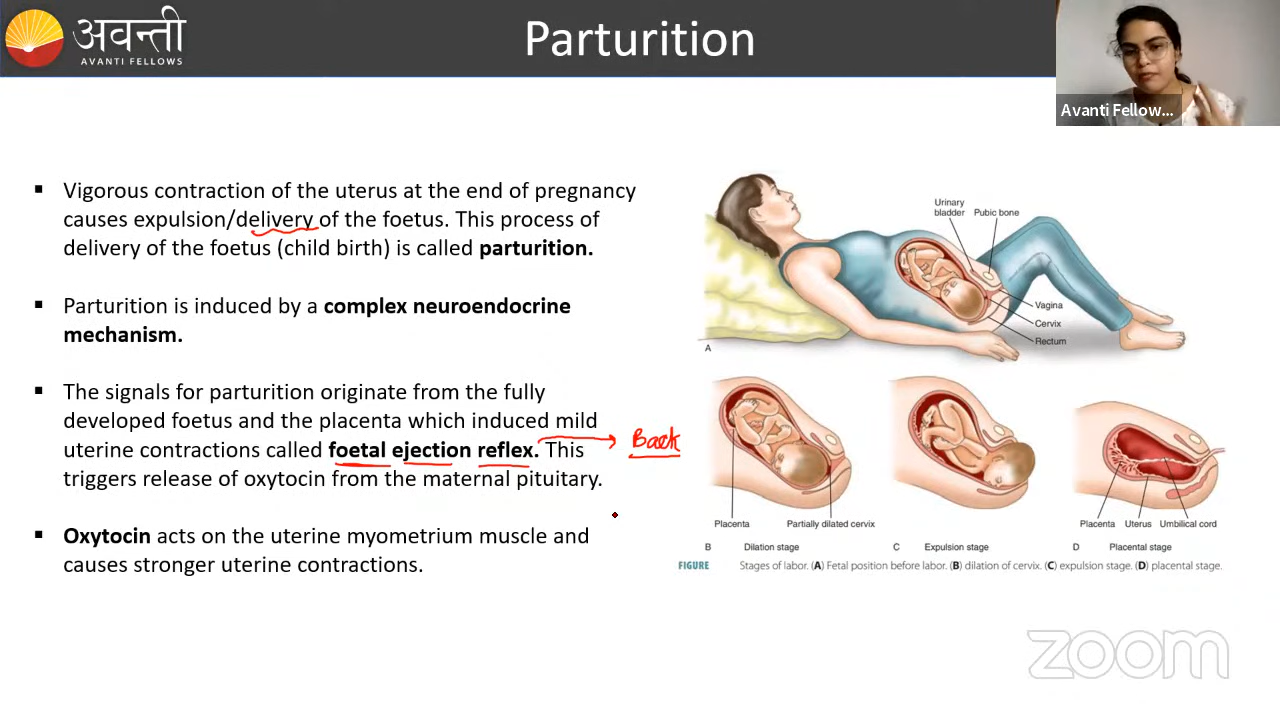 अवन्ती
AVANTI FELLOWS
Parturition
Avanti Fellow...
▪ Vigorous contraction of the uterus at the end of pregnancy
causes expulsion/delivery of the foetus. This process of
delivery of the foetus (child birth) is called parturition.
▪ Parturition is induced by a complex neuroendocrine
mechanism.
▪ The signals for parturition originate from the fully
developed foetus and the placenta which induced mild
uterine contractions called foetal ejection reflex. This
triggers release of oxytocin from the maternal pituitary.
Back
▪ Oxytocin acts on the uterine myometrium muscle and
causes stronger uterine contractions.
Urinary
bladder
Pubic bone
Vagina
Cervix
Rectum
A
Placenta
Partially dilated cervix
Placenta
Uterus
Umbilical cord
B Dilation stage
C Expulsion stage
D Placental stage
FIGURE Stages of labor. (A) Fetal position before labor. (B) dilation of cervix. (C) expulsion stage. (D) placental stage.
zoom